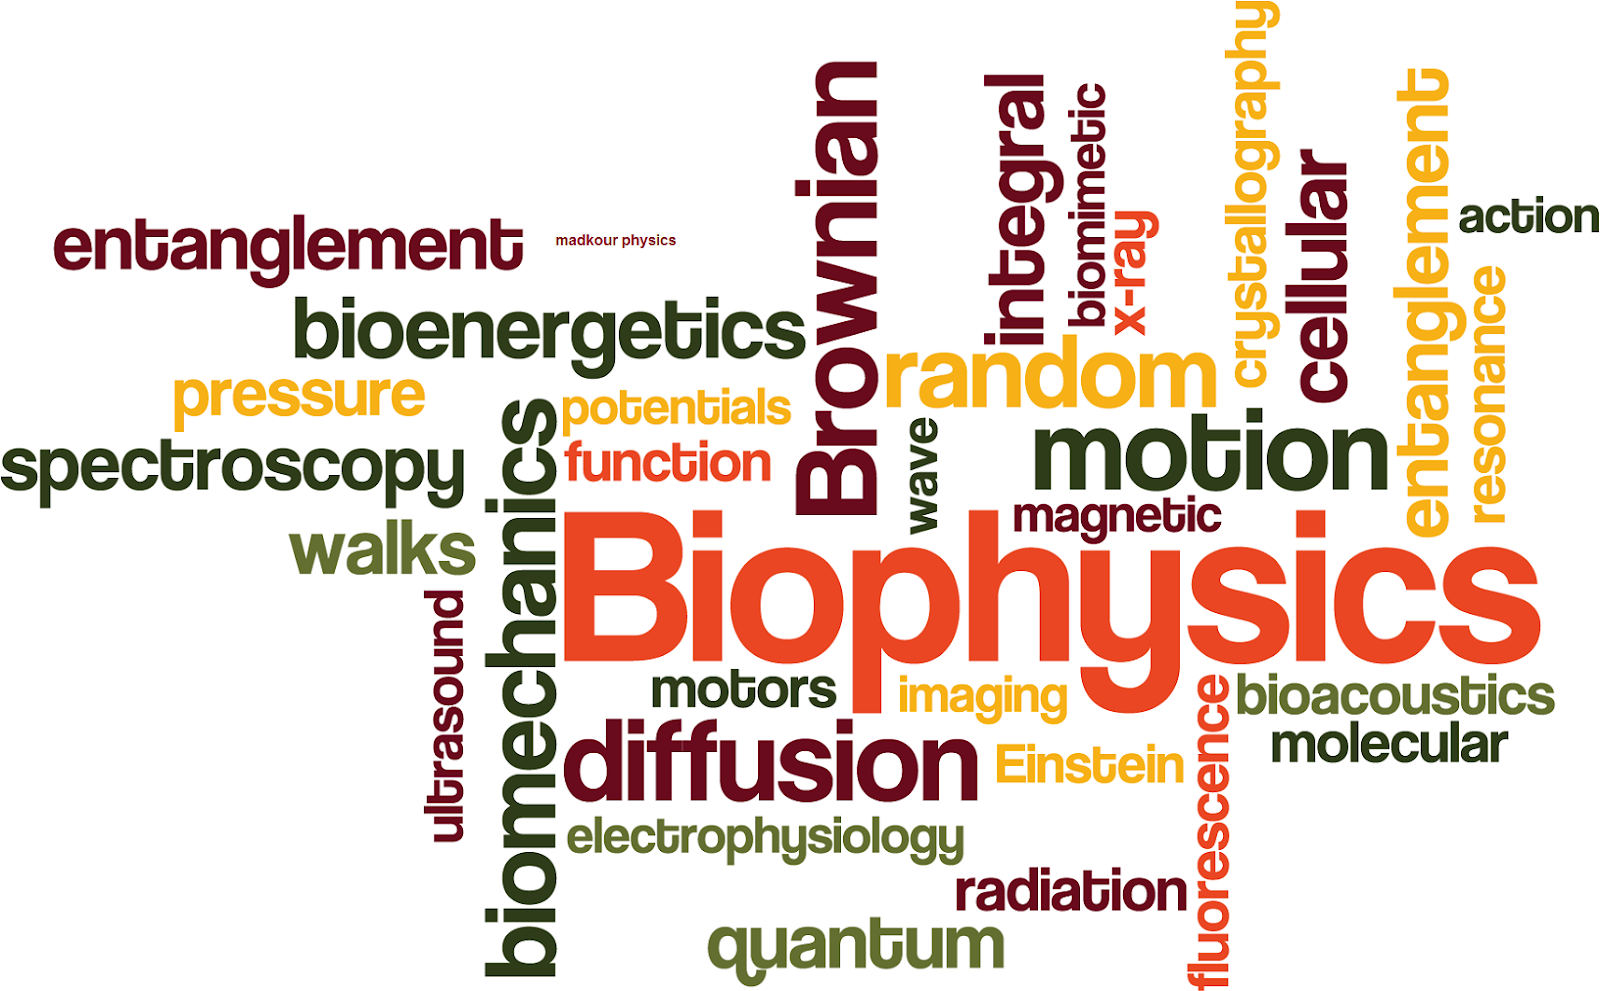 entanglement
madkour physics
bioenergetics
pressure
potentials
spectroscopy
function
walks
ultrasound
biomechanics
Brownian
integral
biomimetic
x-ray
crystallography
cellular
entanglement
action
resonance
random
wave
motion
magnetic
Biophysics
motors
imaging
bioacoustics
molecular
diffusion
Einstein
fluorescence
electrophysiology
radiation
quantum